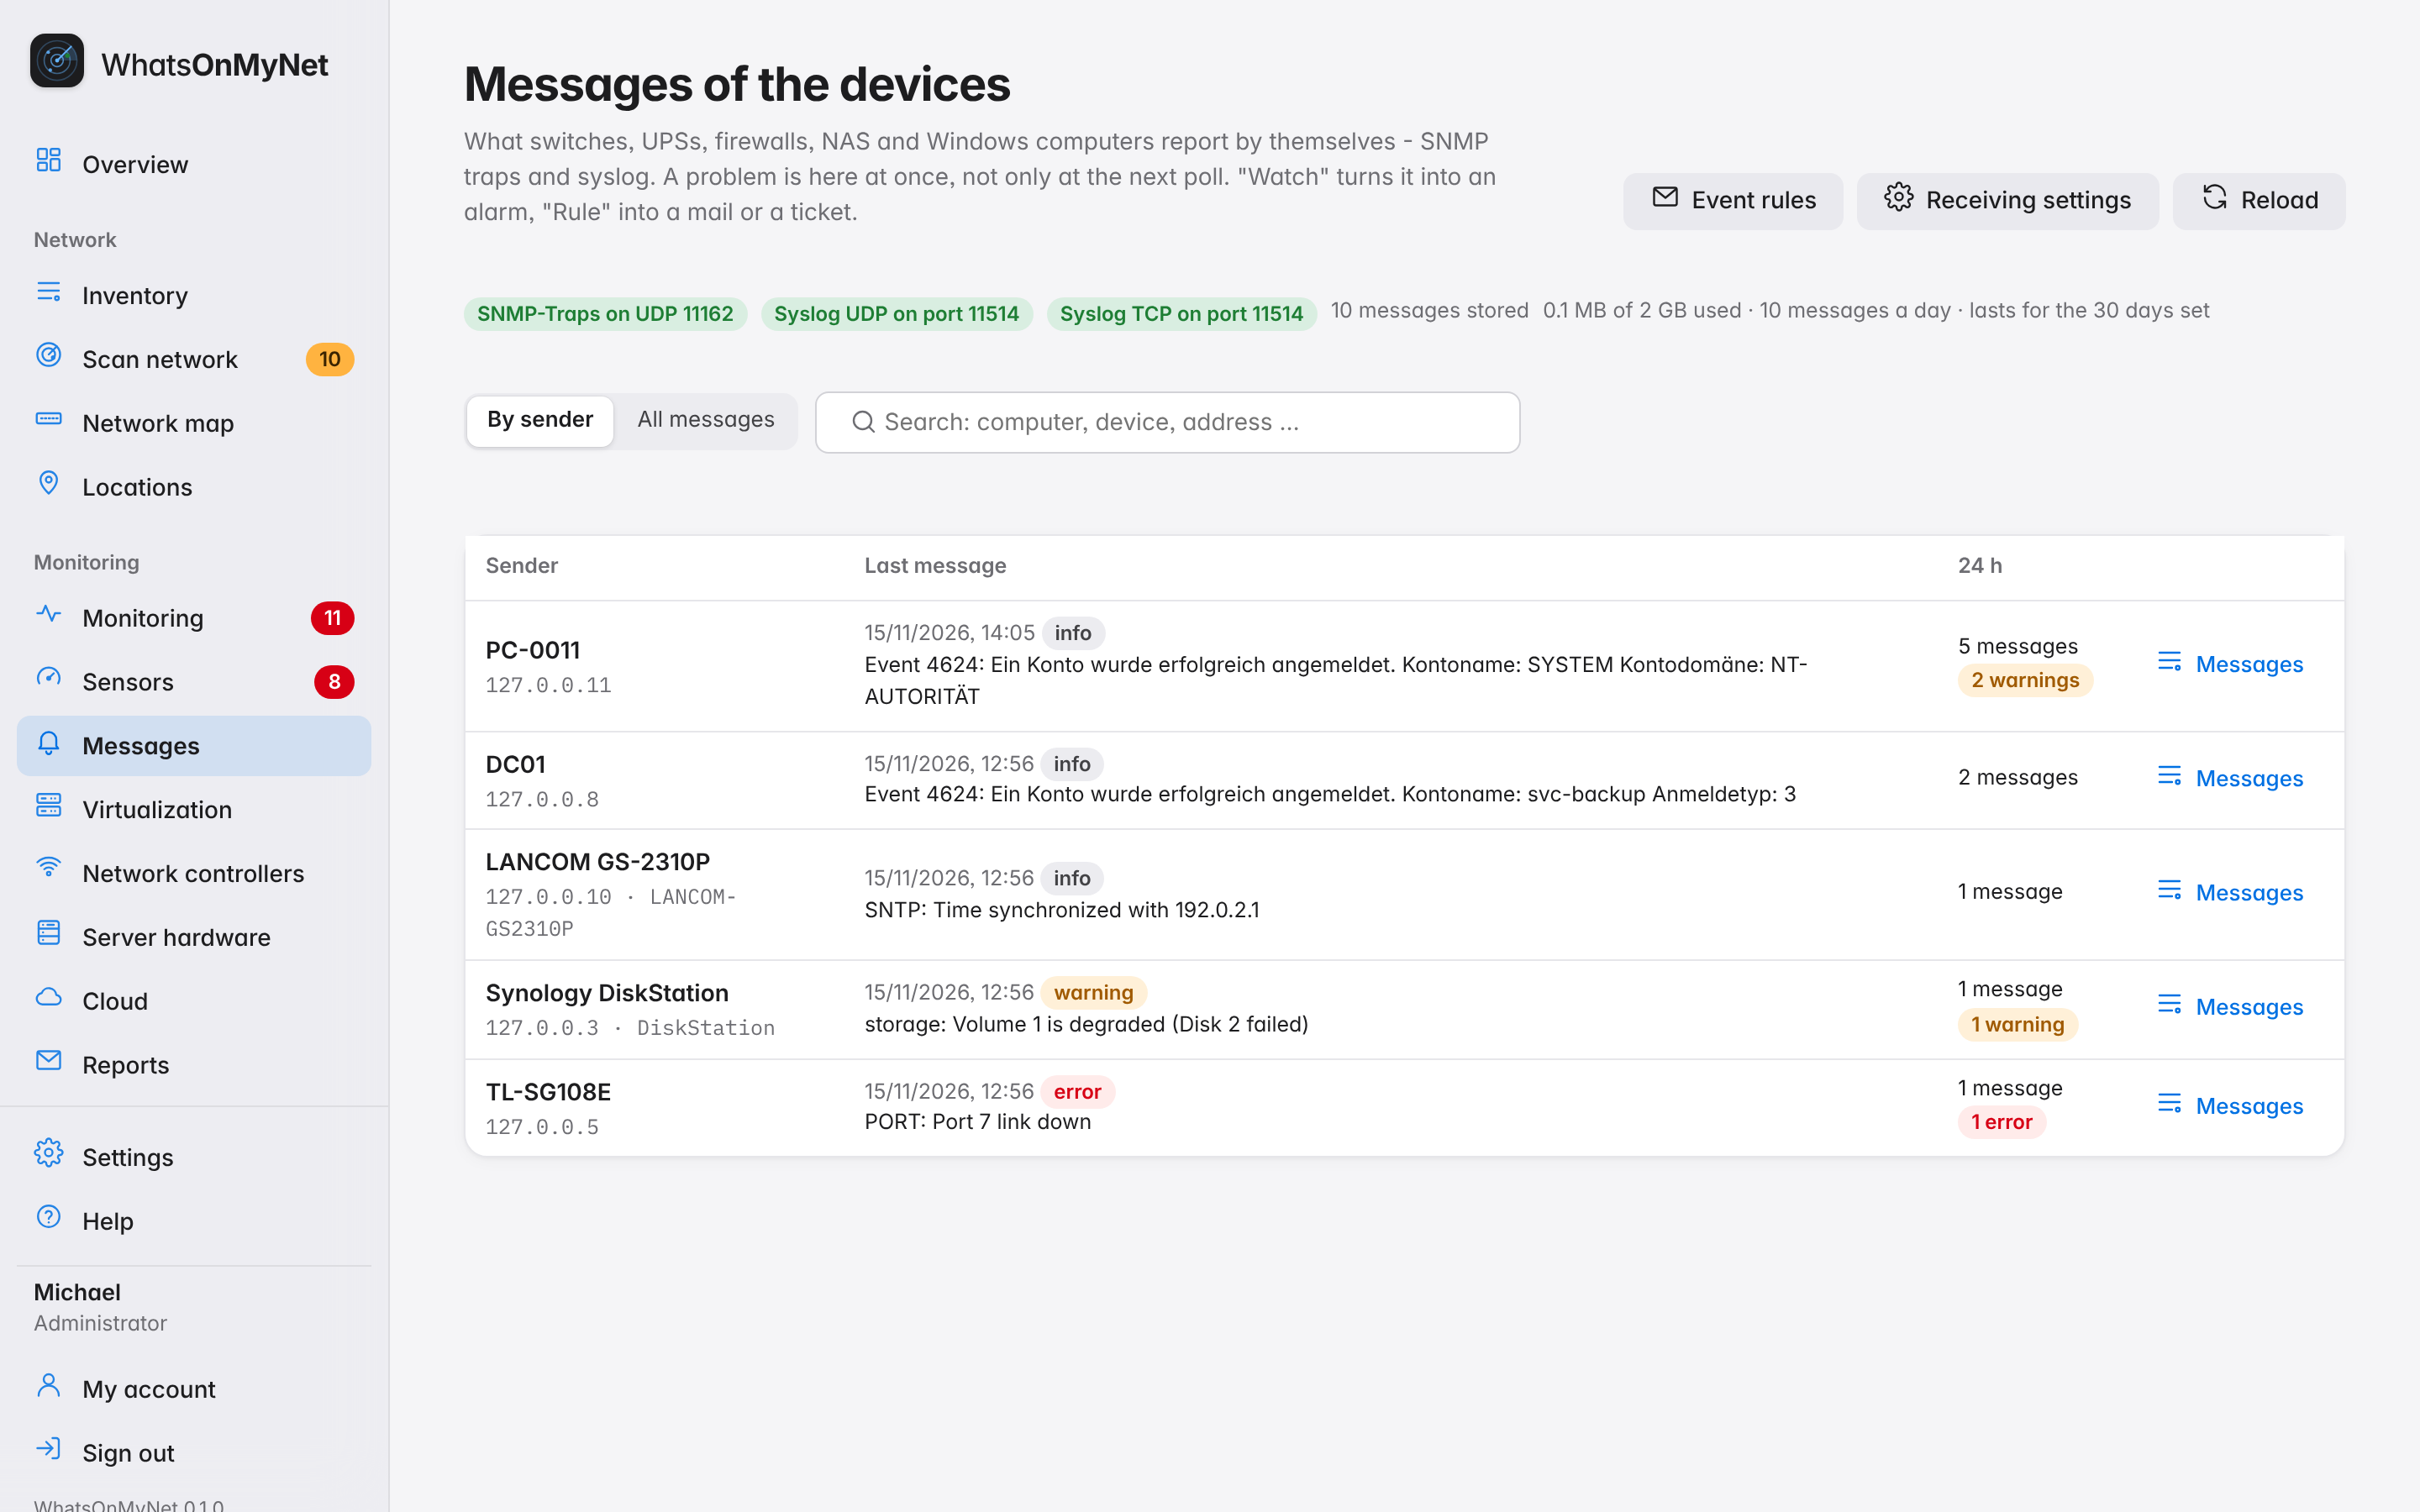 WhatsOnMyNet
Overview
Network
Inventory
Scan network 10
Network map
Locations
Monitoring
Monitoring 11
Sensors 8
Messages
Virtualization
Network controllers
Server hardware
Cloud
Reports
Settings
Help
Michael
Administrator
My account
Sign out
WhatsOnMyNet 0.1.0
Messages of the devices
What switches, UPSs, firewalls, NAS and Windows computers report by themselves - SNMP
traps and syslog. A problem is here at once, not only at the next poll. "Watch" turns it into an
alarm, "Rule" into a mail or a ticket.
Event rules Receiving settings Reload
SNMP-Traps on UDP 11162 Syslog UDP on port 11514 Syslog TCP on port 11514 10 messages stored 0.1 MB of 2 GB used · 10 messages a day · lasts for the 30 days set
By sender All messages Search: computer, device, address ...
Sender Last message 24 h
PC-0011
127.0.0.11
15/11/2026, 14:05 info
Event 4624: Ein Konto wurde erfolgreich angemeldet. Kontoname: SYSTEM Kontodomäne: NT-
AUTORITÄT
5 messages
2 warnings
Messages
DC01
127.0.0.8
15/11/2026, 12:56 info
Event 4624: Ein Konto wurde erfolgreich angemeldet. Kontoname: svc-backup Anmeldetyp: 3
2 messages
Messages
LANCOM GS-2310P
127.0.0.10 · LANCOM-
GS2310P
15/11/2026, 12:56 info
SNTP: Time synchronized with 192.0.2.1
1 message
Messages
Synology DiskStation
127.0.0.3 · DiskStation
15/11/2026, 12:56 warning
storage: Volume 1 is degraded (Disk 2 failed)
1 message
1 warning
Messages
TL-SG108E
127.0.0.5
15/11/2026, 12:56 error
PORT: Port 7 link down
1 message
1 error
Messages